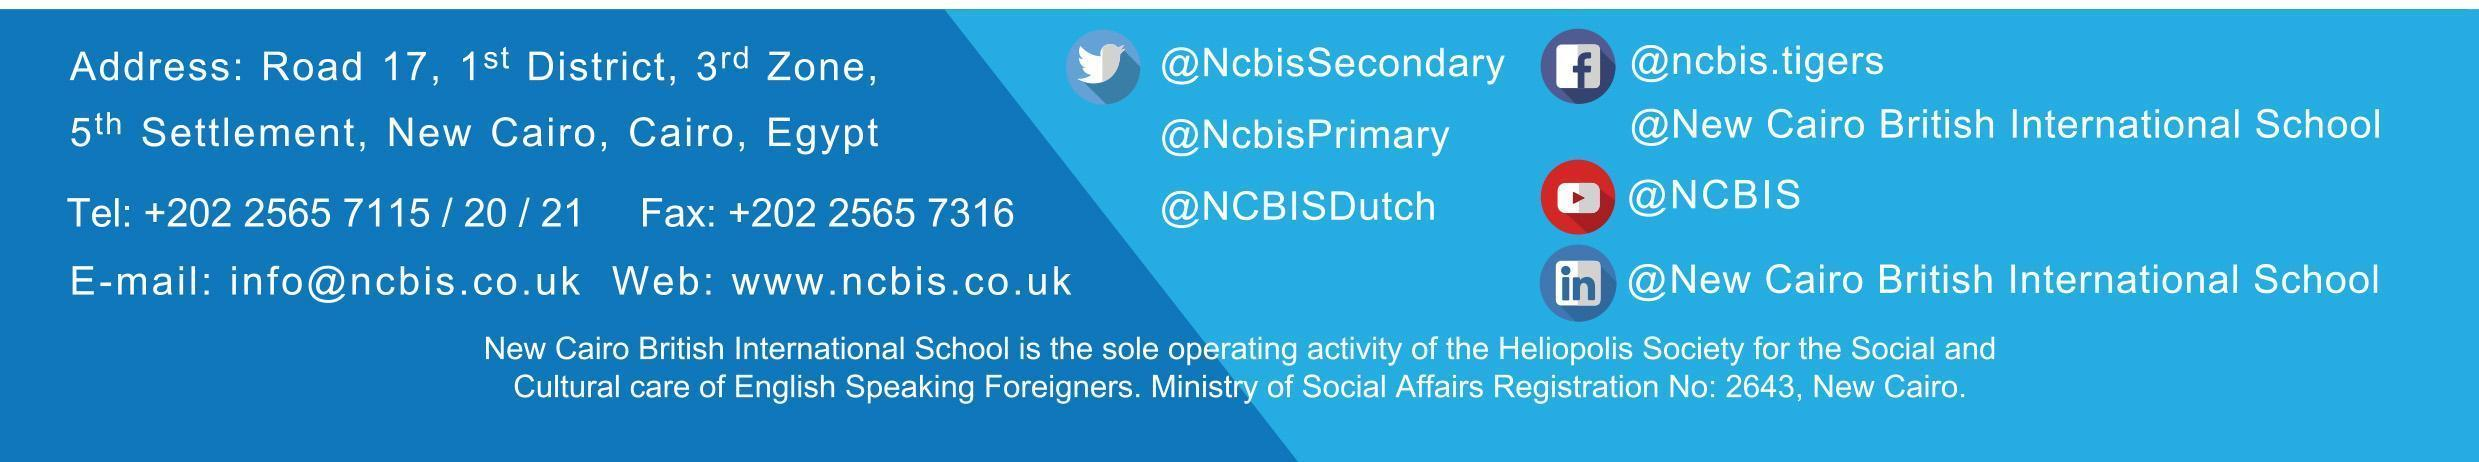 Address: Road 17, 1st District, 3rd Zone,
5th Settlement, New Cairo, Cairo, Egypt
Tel: +202 2565 7115 / 20 / 21 Fax: +202 2565 7316
E-mail: info@ncbis.co.uk Web: www.ncbis.co.uk
@NcbisSecondary
@NcbisPrimary
@NCBISDutch
@ncbis.tigers
@New Cairo British International School
@NCBIS
in @New Cairo British International School
New Cairo British International School is the sole operating activity of the Heliopolis Society for the Social and
Cultural care of English Speaking Foreigners. Ministry of Social Affairs Registration No: 2643, New Cairo.